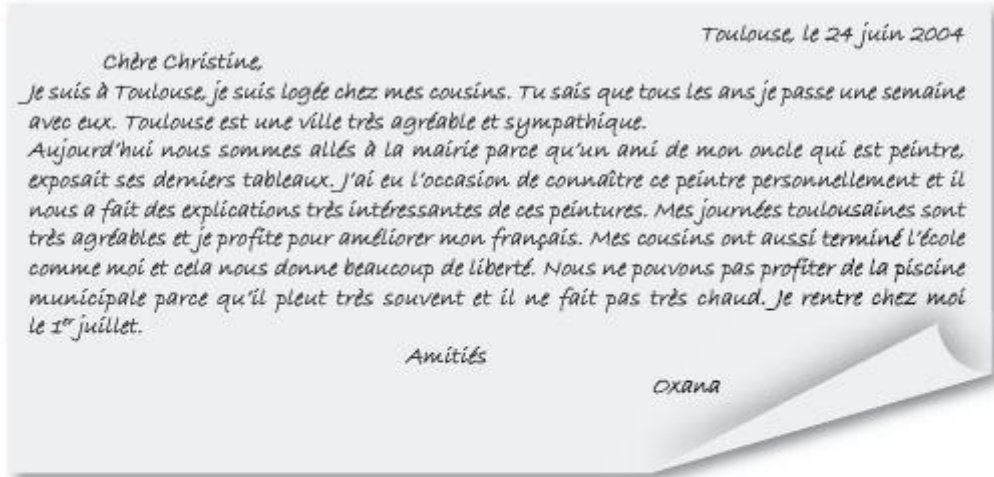 Toulouse, le 24 juin 2004
Chère Christine,
Je suis à Toulouse, je suis logée chez mes cousins. Tu sais que tous les ans je passe une semaine
avec eux. Toulouse est une ville très agréable et sympathique.
Aujourd'hui nous sommes allés à la mairie parce qu'un ami de mon oncle qui est peintre,
exposait ses derniers tableaux. J'ai eu l'occasion de connaître ce peintre personnellement et il
nous a fait des explications très intéressantes de ces peintures. Mes journées toulousaines sont
très agréables et je profite pour améliorer mon français. Mes cousins ont aussi terminé l'école
comme moi et cela nous donne beaucoup de liberté. Nous ne pouvons pas profiter de la piscine
municipale parce qu'il pleut très souvent et il ne fait pas très chaud. Je rentre chez moi
le 1er juillet.
Amitiés
Oxana